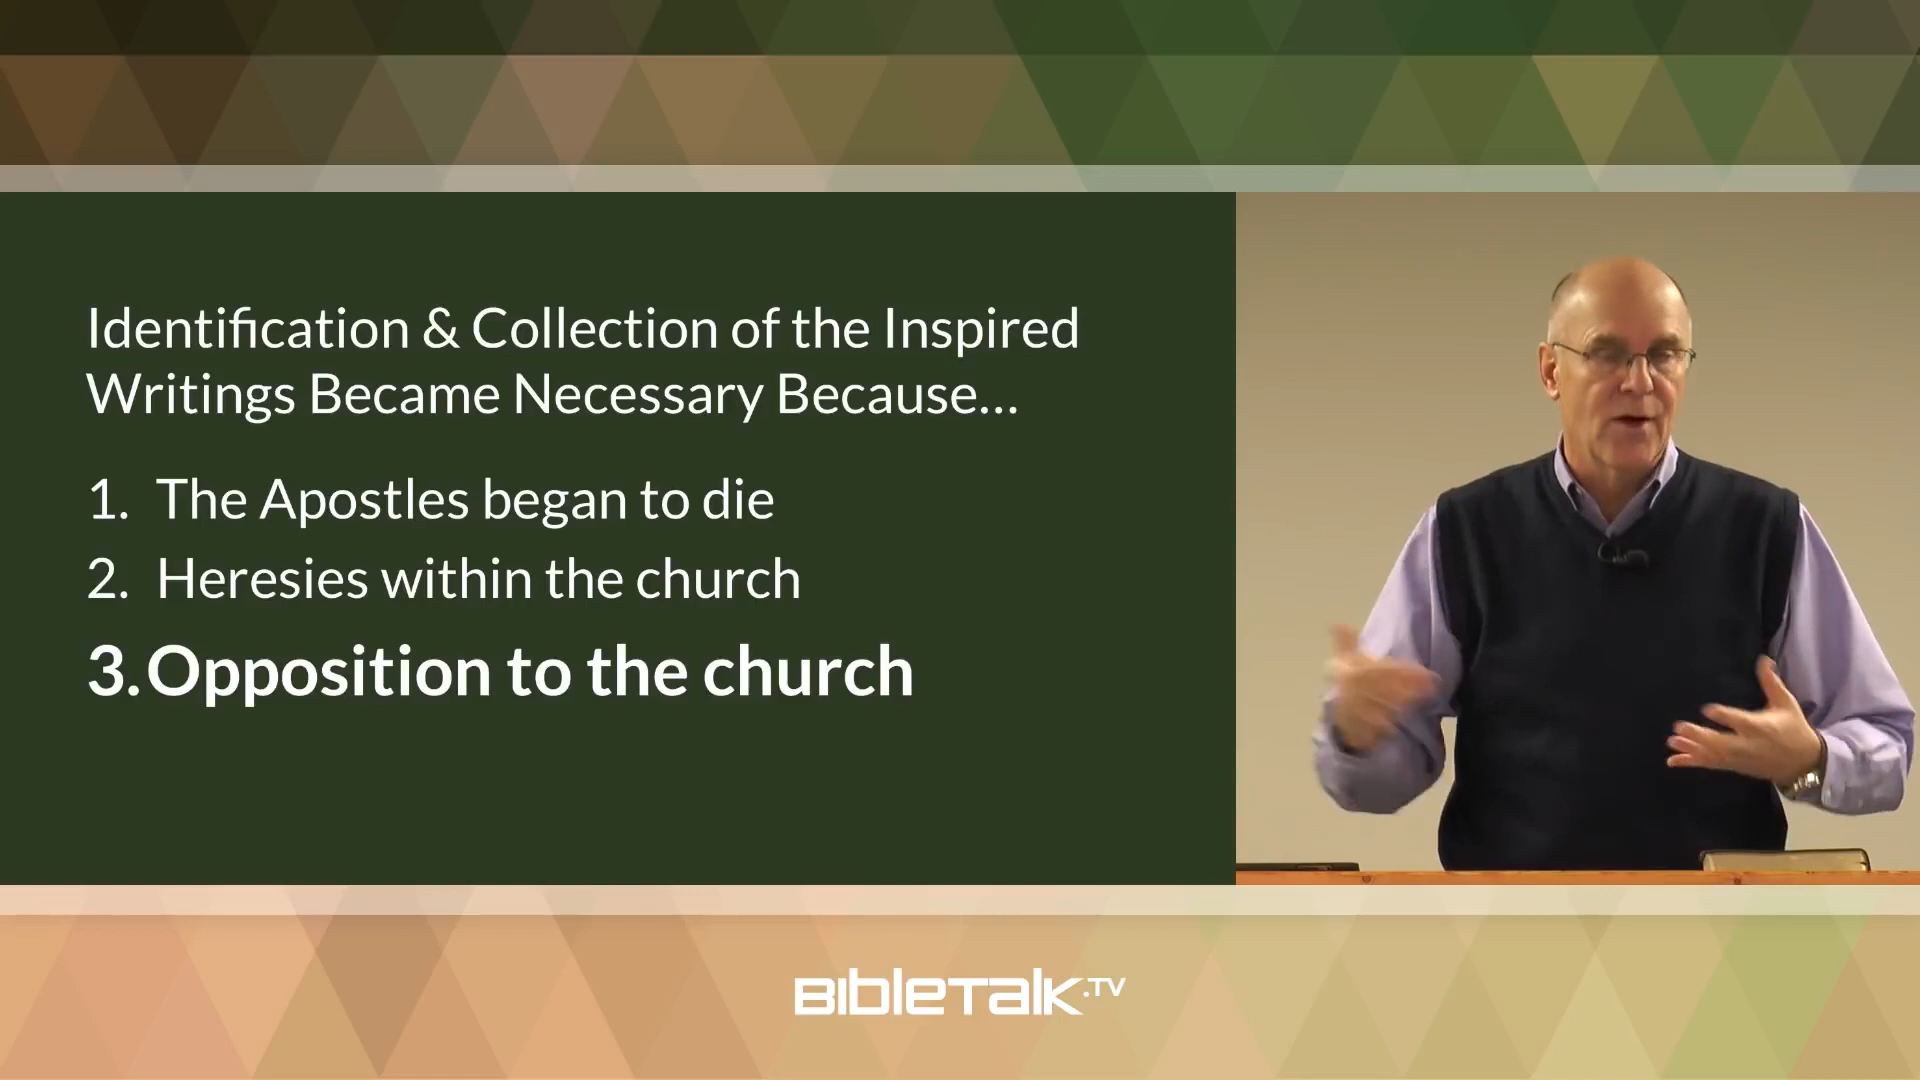 Identification & Collection of the Inspired
Writings Became Necessary Because...
1. The Apostles began to die
2. Heresies within the church
3. Opposition to the church
BIBLETALK.TV